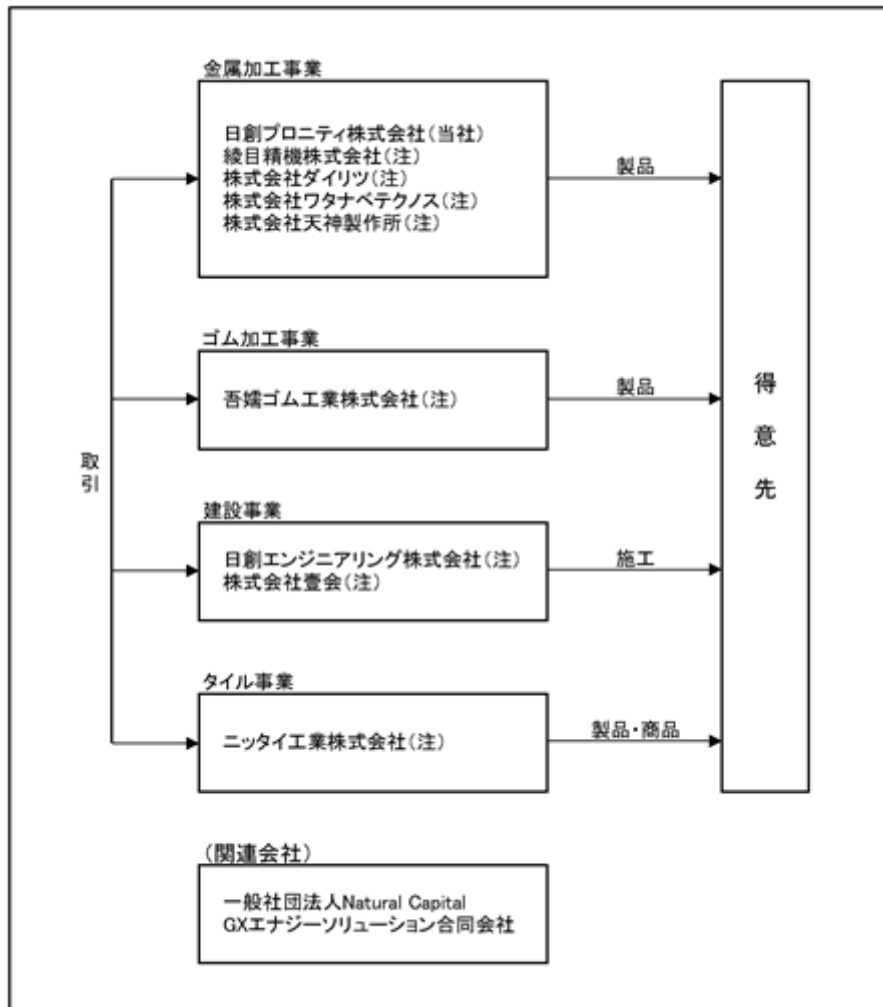 金属加工事業
日創プロニティ株式会社(当社)
綾目精機株式会社(注)
株式会社ダイリツ(注)
株式会社ワタナベテクノス(注)
株式会社天神製作所(注)
製品
ゴム加工事業
吾嬬ゴム工業株式会社(注)
製品
取引
得意先
建設事業
日創エンジニアリング株式会社(注)
株式会社壹会(注)
施工
タイル事業
ニッタイ工業株式会社(注)
製品・商品
(関連会社)
一般社団法人Natural Capital
GXエナジーソリューション合同会社